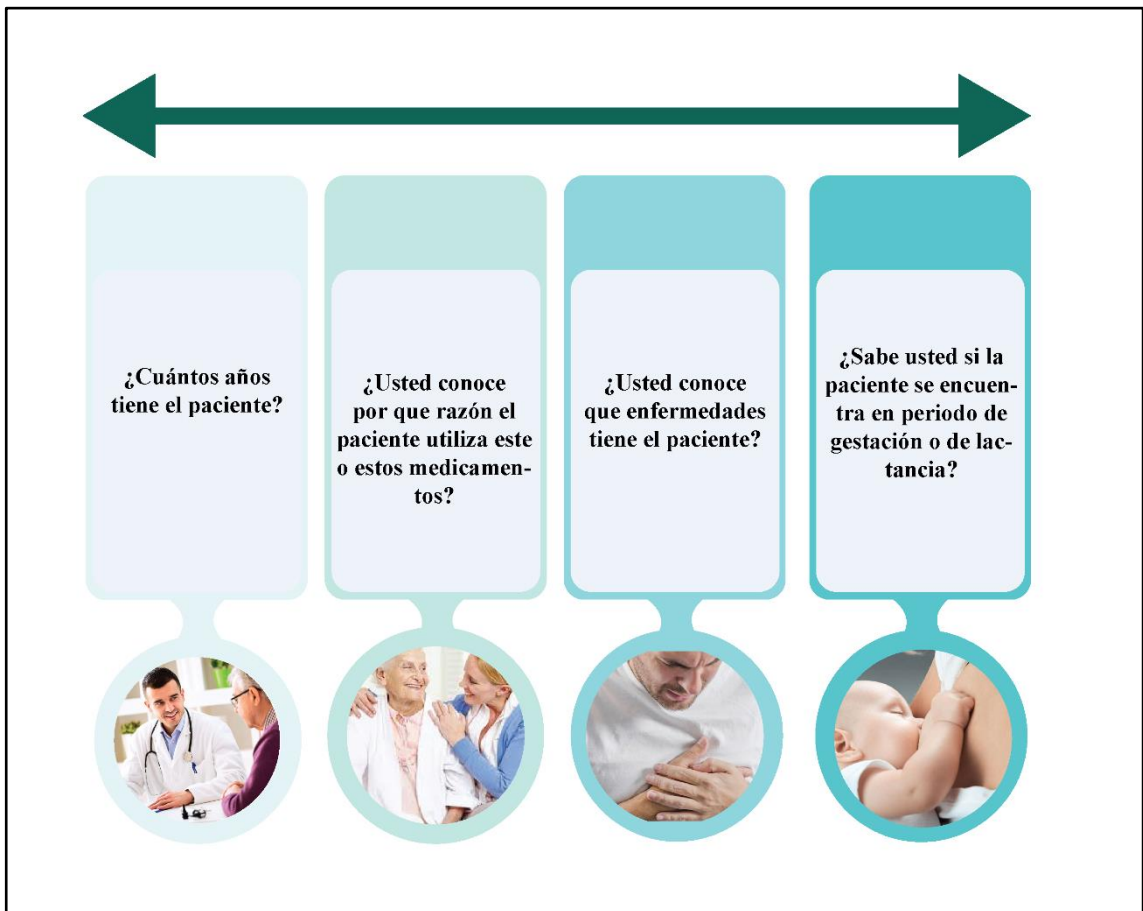 ¿Cuántos años
tiene el paciente?
¿Usted conoce
por que razón el
paciente utiliza este
o estos medicamen-
tos?
¿Usted conoce
que enfermedades
tiene el paciente?
¿Sabe usted si la
paciente se encuen-
tra en periodo de
gestación o de lac-
tancia?